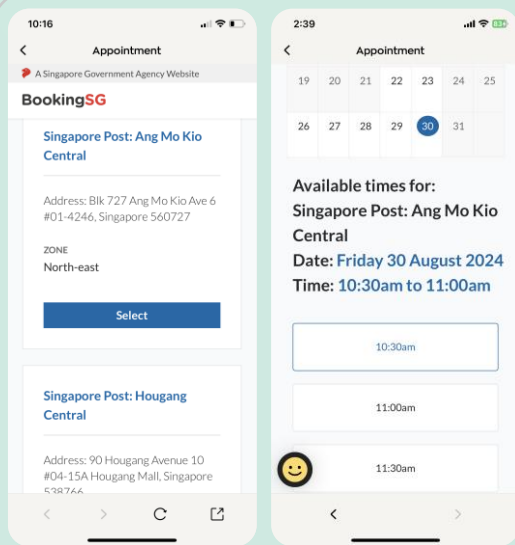 10:16
Appointment
A Singapore Government Agency Website
BookingSG
Singapore Post: Ang Mo Kio
Central
Address: Blk 727 Ang Mo Kio Ave 6
#01-4246, Singapore 560727
ZONE
North-east
Select
Singapore Post: Hougang
Central
Address: 90 Hougang Avenue 10
#04-15A Hougang Mall, Singapore
538766
2:39
Appointment
19 20 21 22 23 24 25
26 27 28 29 30 31
Available times for:
Singapore Post: Ang Mo Kio
Central
Date: Friday 30 August 2024
Time: 10:30am to 11:00am
10:30am
11:00am
11:30am